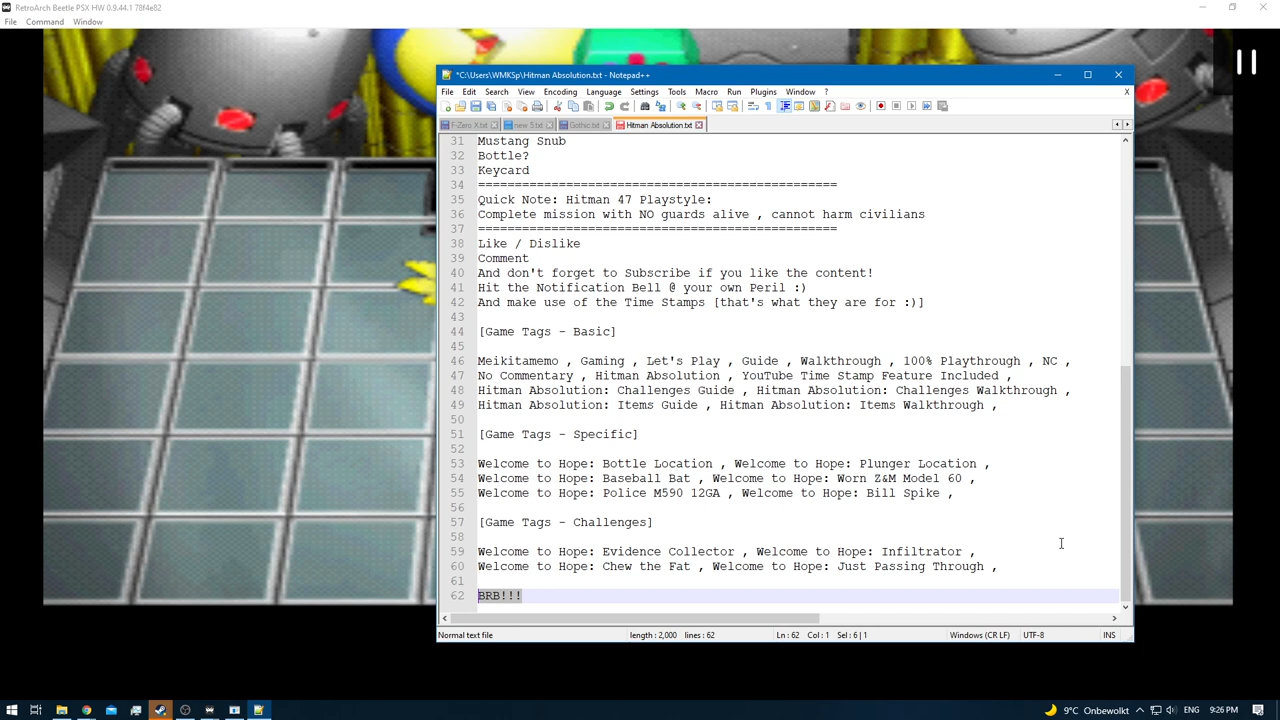 RetroArch Beetle PSX HW 0.9.44.1 78f4e82
File Command Window
*C:\Users\WMKSp\Hitman Absolution.txt - Notepad++
File Edit Search View Encoding Language Settings Tools Macro Run Plugins Window ? X
F-Zero X.txt new 5.txt Gothic.txt Hitman Absolution.txt
31 Mustang Snub
32 Bottle?
33 Keycard
34 =================================================
35 Quick Note: Hitman 47 Playstyle:
36 Complete mission with NO guards alive , cannot harm civilians
37 =================================================
38 Like / Dislike
39 Comment
40 And don't forget to Subscribe if you like the content!
41 Hit the Notification Bell @ your own Peril :)
42 And make use of the Time Stamps [that's what they are for :)]
43
44 [Game Tags - Basic]
45
46 Meikitamemo , Gaming , Let's Play , Guide , Walkthrough , 100% Playthrough , NC ,
47 No Commentary , Hitman Absolution , YouTube Time Stamp Feature Included ,
48 Hitman Absolution: Challenges Guide , Hitman Absolution: Challenges Walkthrough ,
49 Hitman Absolution: Items Guide , Hitman Absolution: Items Walkthrough ,
50
51 [Game Tags - Specific]
52
53 Welcome to Hope: Bottle Location , Welcome to Hope: Plunger Location ,
54 Welcome to Hope: Baseball Bat , Welcome to Hope: Worn Z&M Model 60 ,
55 Welcome to Hope: Police M590 12GA , Welcome to Hope: Bill Spike ,
56
57 [Game Tags - Challenges]
58
59 Welcome to Hope: Evidence Collector , Welcome to Hope: Infiltrator ,
60 Welcome to Hope: Chew the Fat , Welcome to Hope: Just Passing Through ,
61
62 BRB!!!
Normal text file length : 2,000 lines : 62 Ln : 62 Col : 1 Sel : 6 | 1 Windows (CR LF) UTF-8 INS
9°C Onbewolkt 9:26 PM